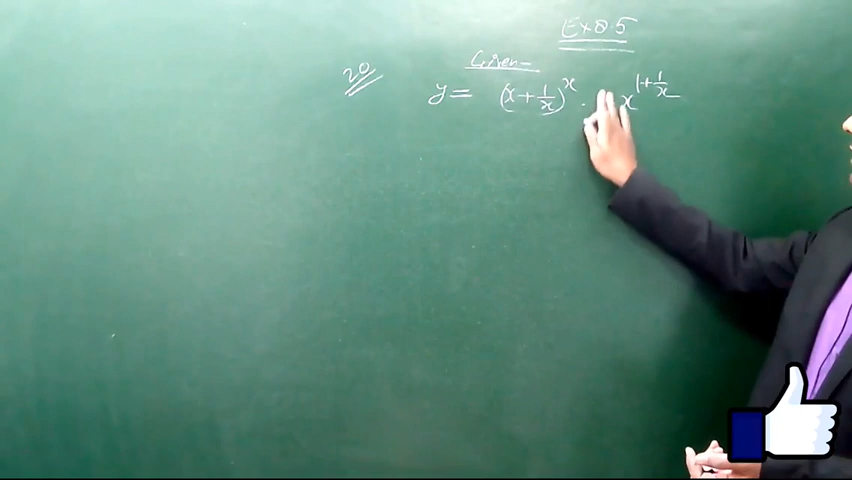 Ex 8.5
Given-
20
y = (x + 1/x)^x . x^(1 + 1/x)